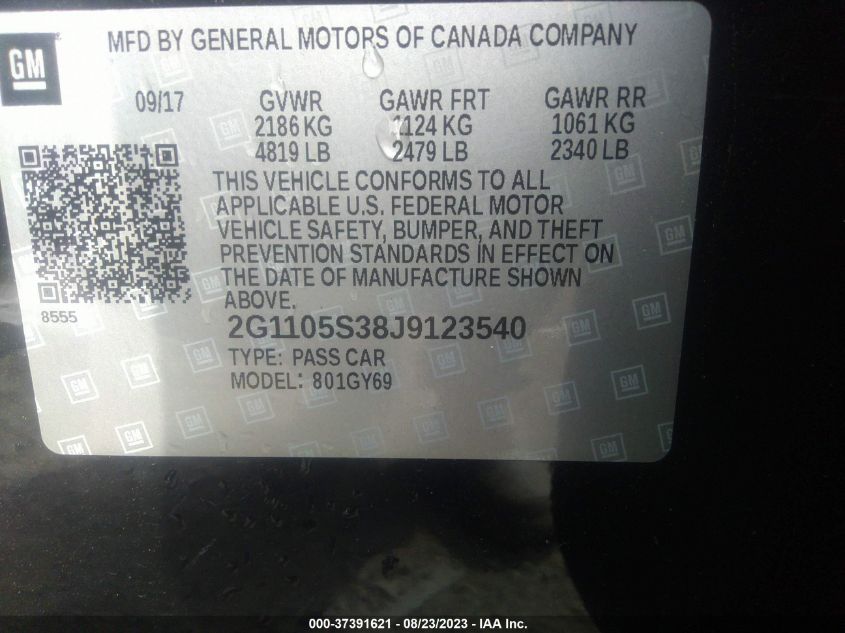 MFD BY GENERAL MOTORS OF CANADA COMPANY
GM
09/17 GVWR GAWR FRT GAWR RR
2186 KG 1124 KG 1061 KG
4819 LB 2479 LB 2340 LB
THIS VEHICLE CONFORMS TO ALL
APPLICABLE U.S. FEDERAL MOTOR
VEHICLE SAFETY, BUMPER, AND THEFT
PREVENTION STANDARDS IN EFFECT ON
THE DATE OF MANUFACTURE SHOWN
ABOVE.
8555
2G1105S38J9123540
TYPE: PASS CAR
MODEL: 801GY69
000-37391621 - 08/23/2023 - IAA Inc.